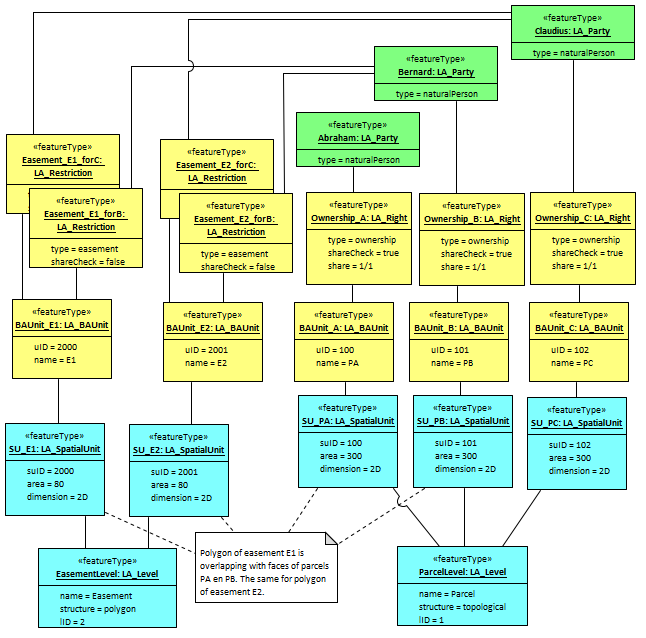 «featureType»
Claudius: LA_Party
type = naturalPerson
«featureType»
Bernard: LA_Party
type = naturalPerson
«featureType»
Abraham: LA_Party
type = naturalPerson
«featureType»
Easement_E1_forC:
LA_Restriction
«featureType»
Easement_E1_forB:
LA_Restriction
type = easement
shareCheck = false
«featureType»
Easement_E2_forC:
LA_Restriction
«featureType»
Easement_E2_forB:
LA_Restriction
type = easement
shareCheck = false
«featureType»
Ownership_A: LA_Right
type = ownership
shareCheck = true
share = 1/1
«featureType»
Ownership_B: LA_Right
type = ownership
shareCheck = true
share = 1/1
«featureType»
Ownership_C: LA_Right
type = ownership
shareCheck = true
share = 1/1
«featureType»
BAUnit_E1: LA_BAUnit
uID = 2000
name = E1
«featureType»
BAUnit_E2: LA_BAUnit
uID = 2001
name = E2
«featureType»
BAUnit_A: LA_BAUnit
uID = 100
name = PA
«featureType»
BAUnit_B: LA_BAUnit
uID = 101
name = PB
«featureType»
BAUnit_C: LA_BAUnit
uID = 102
name = PC
«featureType»
SU_E1: LA_SpatialUnit
suID = 2000
area = 80
dimension = 2D
«featureType»
SU_E2: LA_SpatialUnit
suID = 2001
area = 80
dimension = 2D
«featureType»
SU_PA: LA_SpatialUnit
suID = 100
area = 300
dimension = 2D
«featureType»
SU_PB: LA_SpatialUnit
suID = 101
area = 300
dimension = 2D
«featureType»
SU_PC: LA_SpatialUnit
suID = 102
area = 300
dimension = 2D
«featureType»
EasementLevel: LA_Level
name = Easement
structure = polygon
lID = 2
Polygon of easement E1 is
overlapping with faces of parcels
PA en PB. The same for polygon
of easement E2.
«featureType»
ParcelLevel: LA_Level
name = Parcel
structure = topological
lID = 1